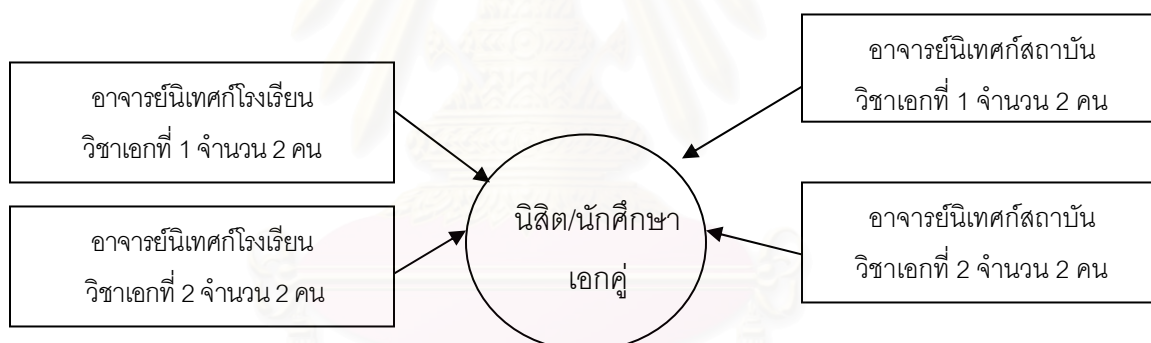 อาจารย์นิเทศก์โรงเรียน
วิชาเอกที่ 1 จำนวน 2 คน
อาจารย์นิเทศก์โรงเรียน
วิชาเอกที่ 2 จำนวน 2 คน
นิสิต/นักศึกษา
เอกคู่
อาจารย์นิเทศก์สถาบัน
วิชาเอกที่ 1 จำนวน 2 คน
อาจารย์นิเทศก์สถาบัน
วิชาเอกที่ 2 จำนวน 2 คน